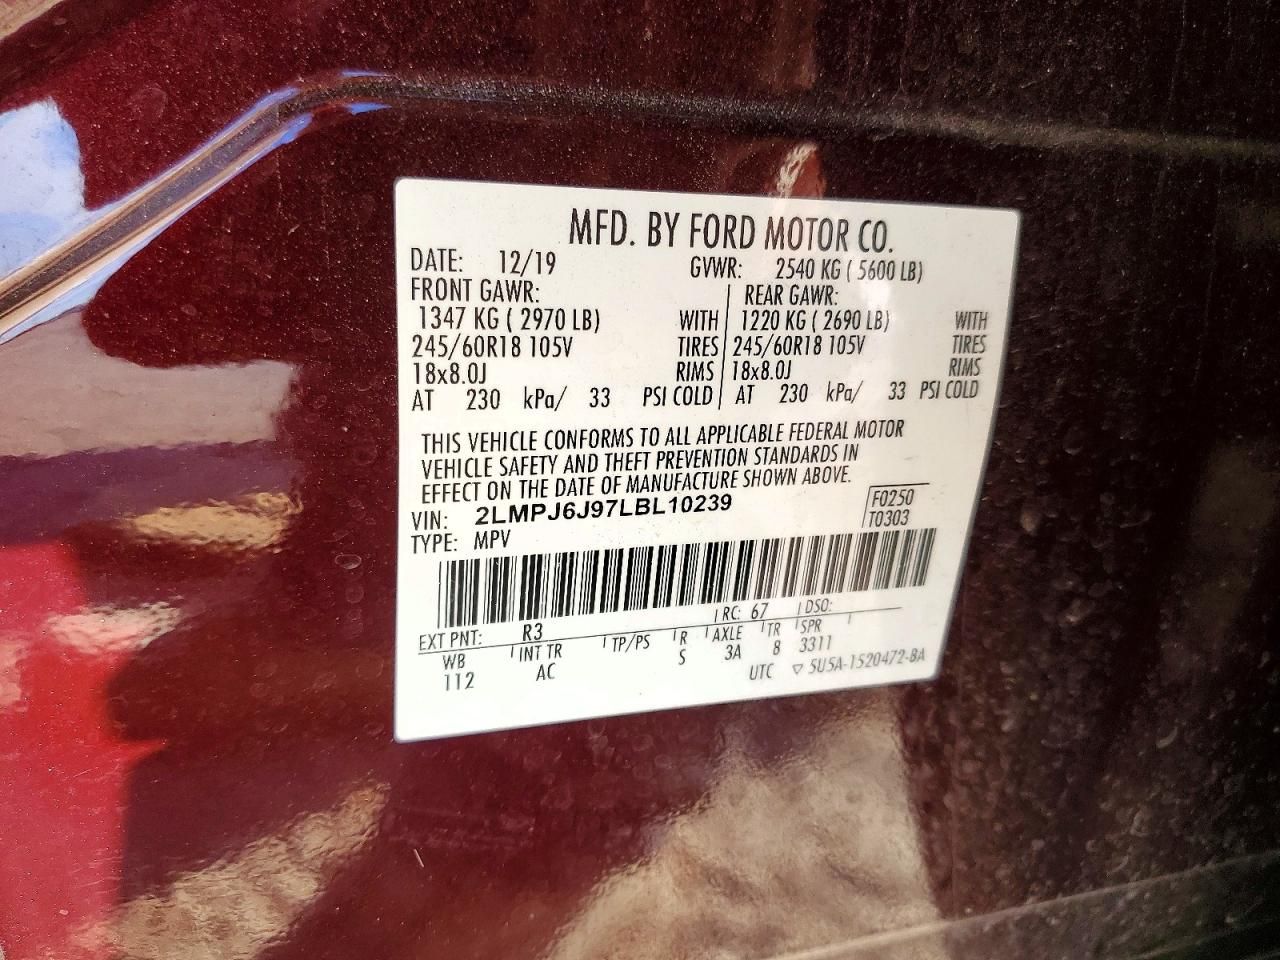 MFD. BY FORD MOTOR CO.
DATE: 12/19 GVWR: 2540 KG ( 5600 LB)
FRONT GAWR: REAR GAWR:
1347 KG ( 2970 LB) WITH 1220 KG ( 2690 LB) WITH
245/60R18 105V TIRES 245/60R18 105V TIRES
18x8.0J RIMS 18x8.0J RIMS
AT 230 kPa/ 33 PSI COLD AT 230 kPa/ 33 PSI COLD
THIS VEHICLE CONFORMS TO ALL APPLICABLE FEDERAL MOTOR
VEHICLE SAFETY AND THEFT PREVENTION STANDARDS IN
EFFECT ON THE DATE OF MANUFACTURE SHOWN ABOVE.
VIN: 2LMPJ6J97LBL10239 F0250
TYPE: MPV T0303
EXT PNT: R3 RC: 67 DSO:
WB INT TR TP/PS R AXLE TR SPR
112 AC S 3A 8 3311
UTC ▽ 5U5A-1520472-BA